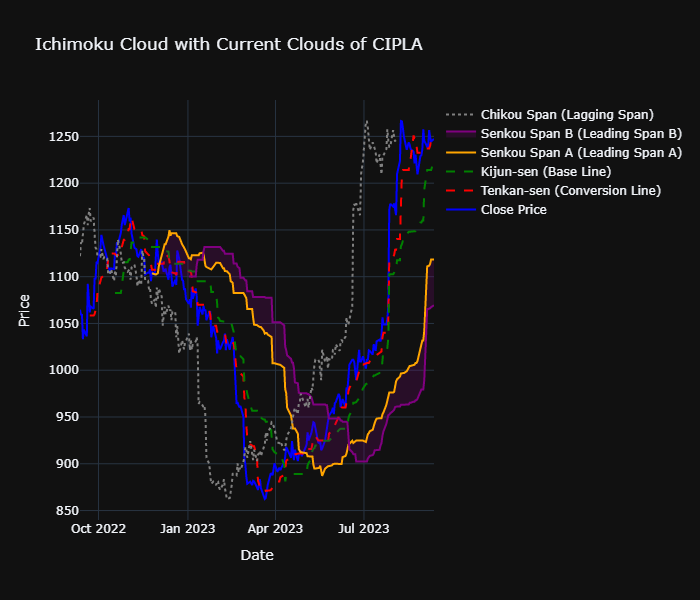 Ichimoku Cloud with Current Clouds of CIPLA
Chikou Span (Lagging Span)
Senkou Span B (Leading Span B)
Senkou Span A (Leading Span A)
Kijun-sen (Base Line)
Tenkan-sen (Conversion Line)
Close Price
Price
1250
1200
1150
1100
1050
1000
950
900
850
Oct 2022 Jan 2023 Apr 2023 Jul 2023
Date